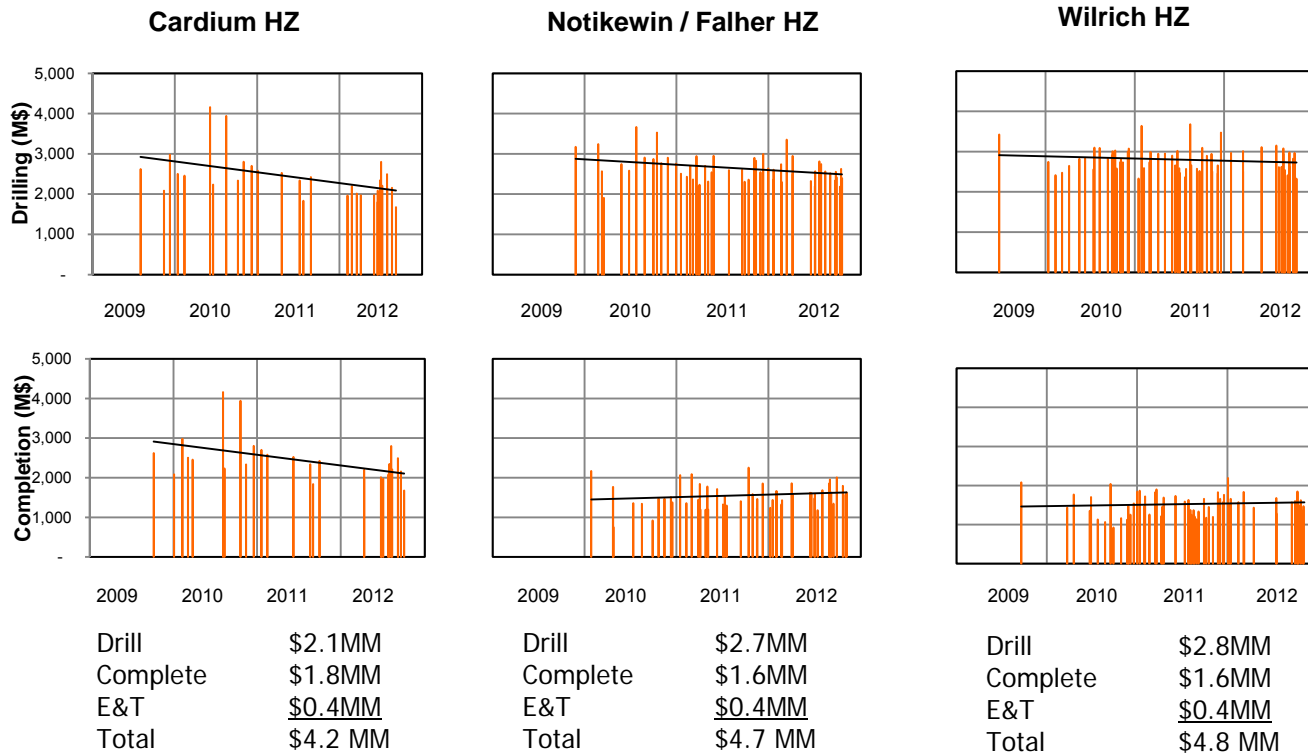 Cardium HZ
Notikewin / Falher HZ
Wilrich HZ
Drilling (M$)
5,000
4,000
3,000
2,000
1,000
-
2009 2010 2011 2012
2009 2010 2011 2012
2009 2010 2011 2012
Completion (M$)
5,000
4,000
3,000
2,000
1,000
-
2009 2010 2011 2012
2009 2010 2011 2012
2009 2010 2011 2012
Drill $2.1MM
Complete $1.8MM
E&T $0.4MM
Total $4.2 MM
Drill $2.7MM
Complete $1.6MM
E&T $0.4MM
Total $4.7 MM
Drill $2.8MM
Complete $1.6MM
E&T $0.4MM
Total $4.8 MM